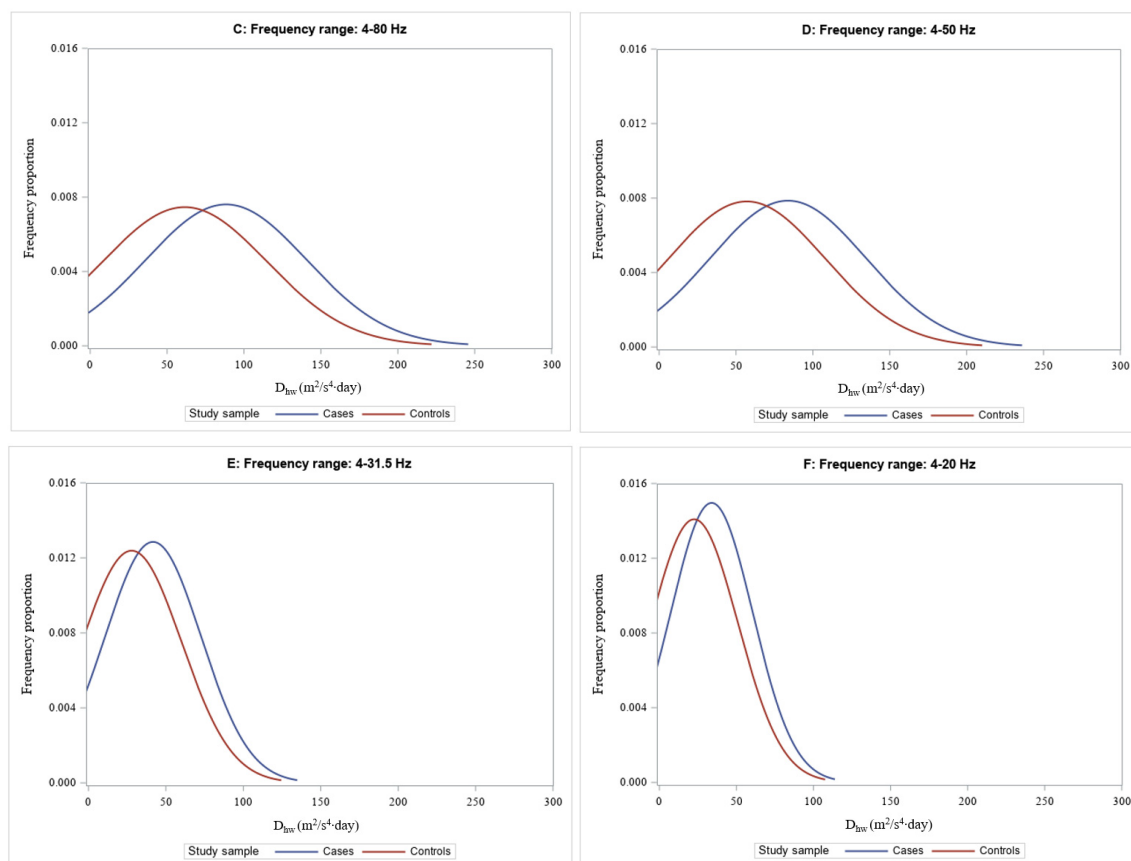 C: Frequency range: 4-80 Hz
0.016
0.012
0.008
0.004
0.000
Frequency proportion
0 50 100 150 200 250 300
D_hw (m²/s⁴·day)
Study sample Cases Controls
D: Frequency range: 4-50 Hz
0.016
0.012
0.008
0.004
0.000
Frequency proportion
0 50 100 150 200 250 300
D_hw (m²/s⁴·day)
Study sample Cases Controls
E: Frequency range: 4-31.5 Hz
0.016
0.012
0.008
0.004
0.000
Frequency proportion
0 50 100 150 200 250 300
D_hw (m²/s⁴·day)
Study sample Cases Controls
F: Frequency range: 4-20 Hz
0.016
0.012
0.008
0.004
0.000
Frequency proportion
0 50 100 150 200 250 300
D_hw (m²/s⁴·day)
Study sample Cases Controls